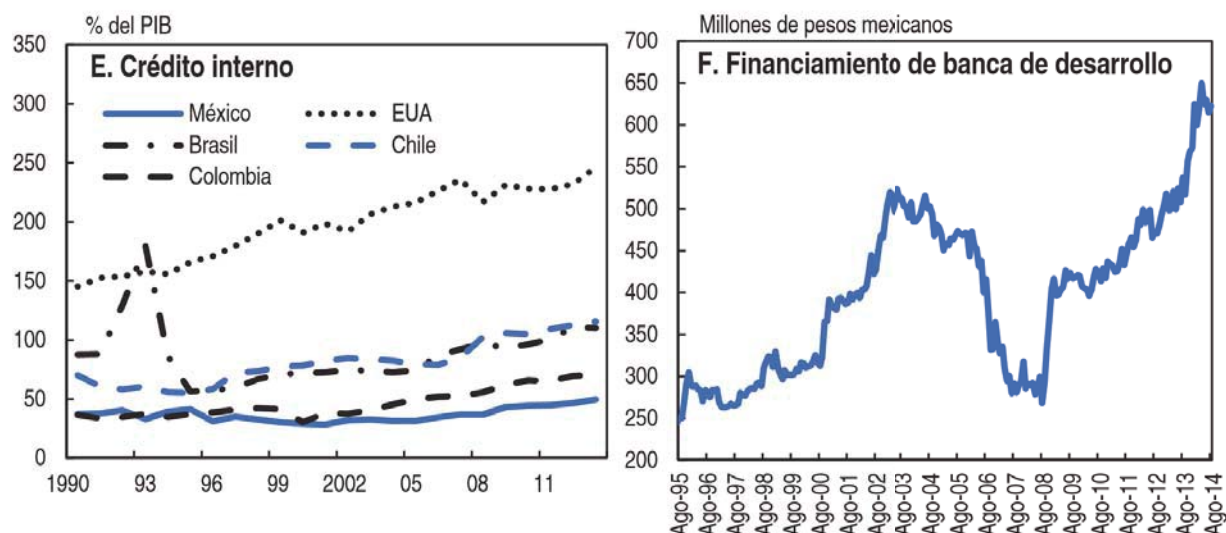 % del PIB
E. Crédito interno
México
EUA
Brasil
Chile
Colombia
350
300
250
200
150
100
50
0
1990 93 96 99 2002 05 08 11
Millones de pesos mexicanos
F. Financiamiento de banca de desarrollo
700
650
600
550
500
450
400
350
300
250
200
Ago-95
Ago-96
Ago-97
Ago-98
Ago-99
Ago-00
Ago-01
Ago-02
Ago-03
Ago-04
Ago-05
Ago-06
Ago-07
Ago-08
Ago-09
Ago-10
Ago-11
Ago-12
Ago-13
Ago-14